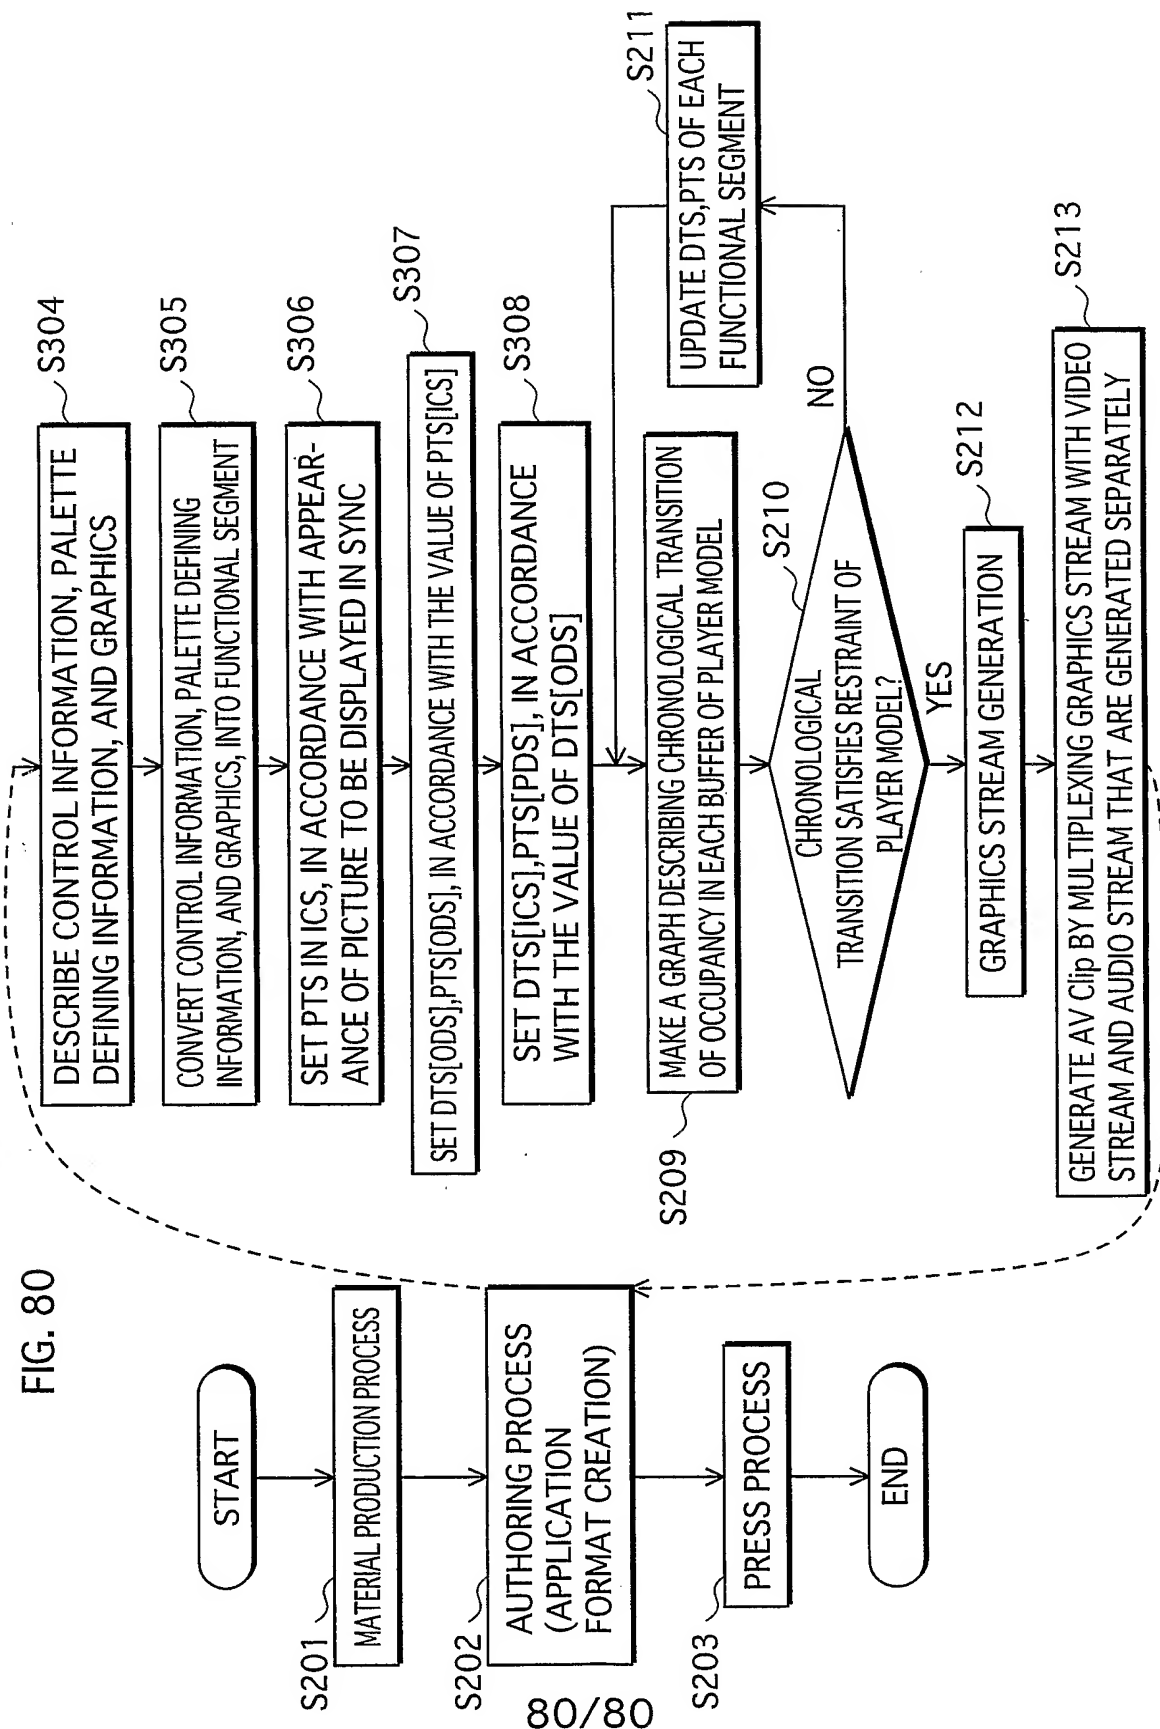 FIG. 80
START
S201
MATERIAL PRODUCTION PROCESS
S202
AUTHORING PROCESS
(APPLICATION
FORMAT CREATION)
S203
PRESS PROCESS
END
S304
DESCRIBE CONTROL INFORMATION, PALETTE
DEFINING INFORMATION, AND GRAPHICS
S305
CONVERT CONTROL INFORMATION, PALETTE DEFINING
INFORMATION, AND GRAPHICS, INTO FUNCTIONAL SEGMENT
S306
SET PTS IN ICS, IN ACCORDANCE WITH APPEAR-
ANCE OF PICTURE TO BE DISPLAYED IN SYNC
S307
SET DTS[ODS],PTS[ODS], IN ACCORDANCE WITH THE VALUE OF PTS[ICS]
S308
SET DTS[ICS],PTS[PDS], IN ACCORDANCE
WITH THE VALUE OF DTS[ODS]
S209
MAKE A GRAPH DESCRIBING CHRONOLOGICAL TRANSITION
OF OCCUPANCY IN EACH BUFFER OF PLAYER MODEL
S210
CHRONOLOGICAL
TRANSITION SATISFIES RESTRAINT OF
PLAYER MODEL?
NO
YES
S211
UPDATE DTS,PTS OF EACH
FUNCTIONAL SEGMENT
S212
GRAPHICS STREAM GENERATION
S213
GENERATE AV Clip BY MULTIPLEXING GRAPHICS STREAM WITH VIDEO
STREAM AND AUDIO STREAM THAT ARE GENERATED SEPARATELY
80/80